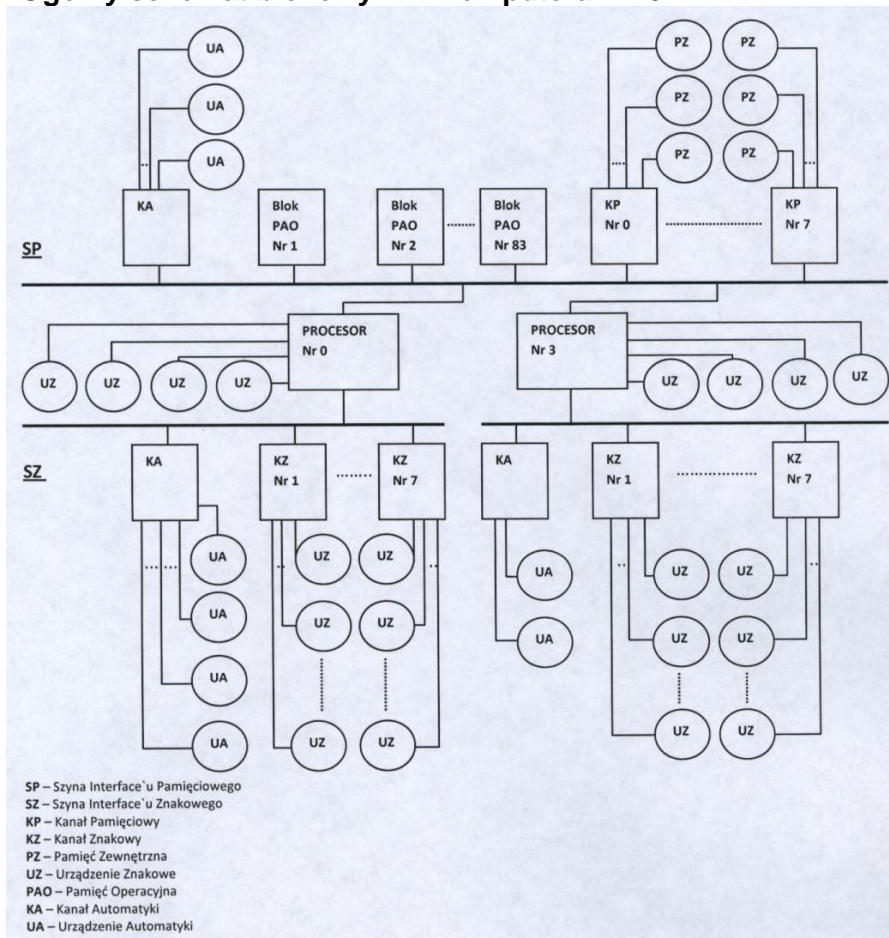 UA
UA
UA
PZ PZ
PZ PZ
PZ PZ
KA
Blok
PAO
Nr 1
Blok
PAO
Nr 2
Blok
PAO
Nr 83
KP
Nr 0
KP
Nr 7
SP
PROCESOR
Nr 0
PROCESOR
Nr 3
UZ UZ UZ UZ
UZ UZ UZ UZ
SZ
KA
KZ
Nr 1
KZ
Nr 7
KA
KZ
Nr 1
KZ
Nr 7
UA UZ UZ UA UZ UZ
UA UZ UZ UA UZ UZ
UA
UA UZ UZ UZ UZ
SP – Szyna Interface`u Pamięciowego
SZ – Szyna Interface`u Znakowego
KP – Kanał Pamięciowy
KZ – Kanał Znakowy
PZ – Pamięć Zewnętrzna
UZ – Urządzenie Znakowe
PAO – Pamięć Operacyjna
KA – Kanał Automatyki
UA – Urządzenie Automatyki